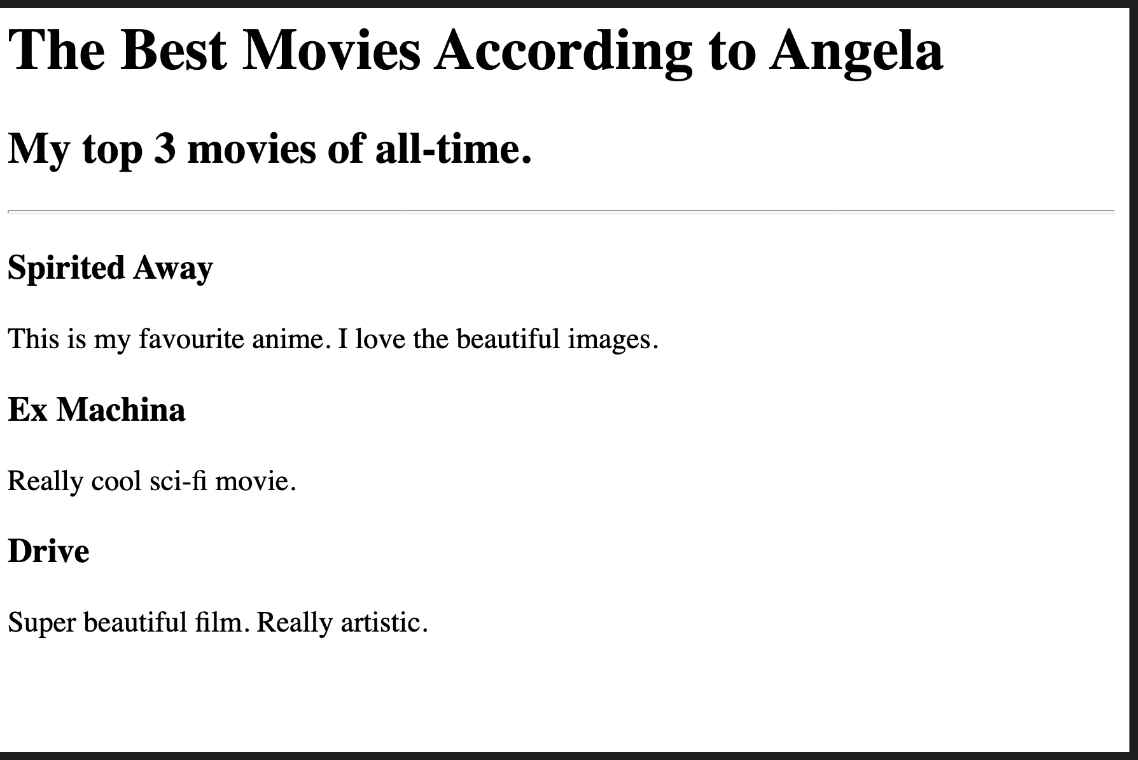 The Best Movies According to Angela
My top 3 movies of all-time.
Spirited Away
This is my favourite anime. I love the beautiful images.
Ex Machina
Really cool sci-fi movie.
Drive
Super beautiful film. Really artistic.